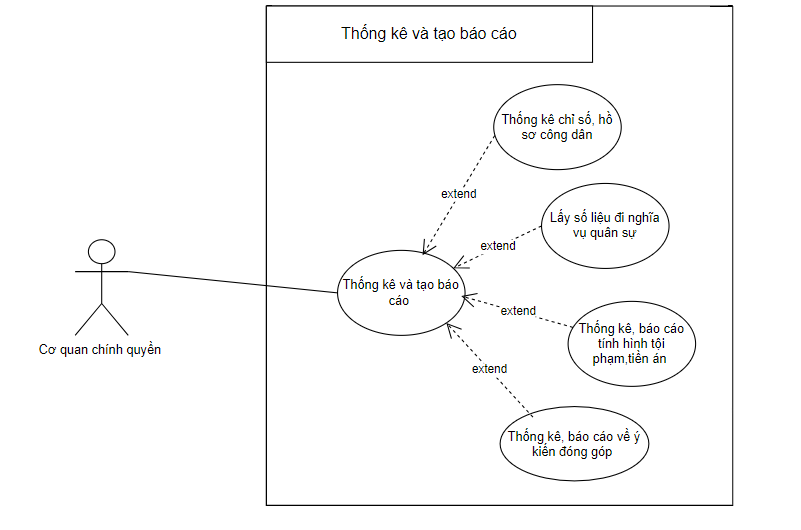 Thống kê và tạo báo cáo
Thống kê chỉ số, hồ
sơ công dân
extend
Lấy số liệu đi nghĩa
vụ quân sự
extend
Thống kê và tạo báo
cáo
extend
Thống kê, báo cáo
tính hình tội
phạm,tiền án
Cơ quan chính quyền
extend
Thống kê, báo cáo về ý
kiến đóng góp